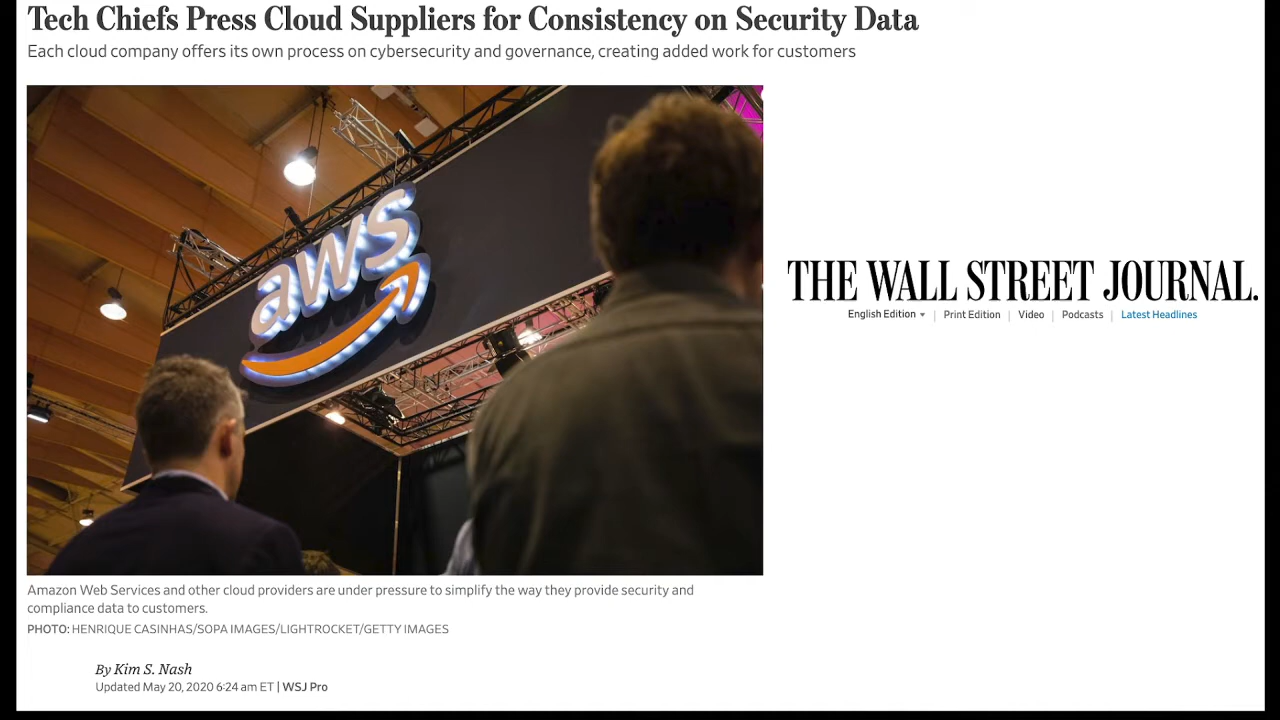 Tech Chiefs Press Cloud Suppliers for Consistency on Security Data
Each cloud company offers its own process on cybersecurity and governance, creating added work for customers
aws
THE WALL STREET JOURNAL.
English Edition | Print Edition | Video | Podcasts | Latest Headlines
Amazon Web Services and other cloud providers are under pressure to simplify the way they provide security and
compliance data to customers.
PHOTO: HENRIQUE CASINHAS/SOPA IMAGES/LIGHTROCKET/GETTY IMAGES
By Kim S. Nash
Updated May 20, 2020 6:24 am ET | WSJ Pro